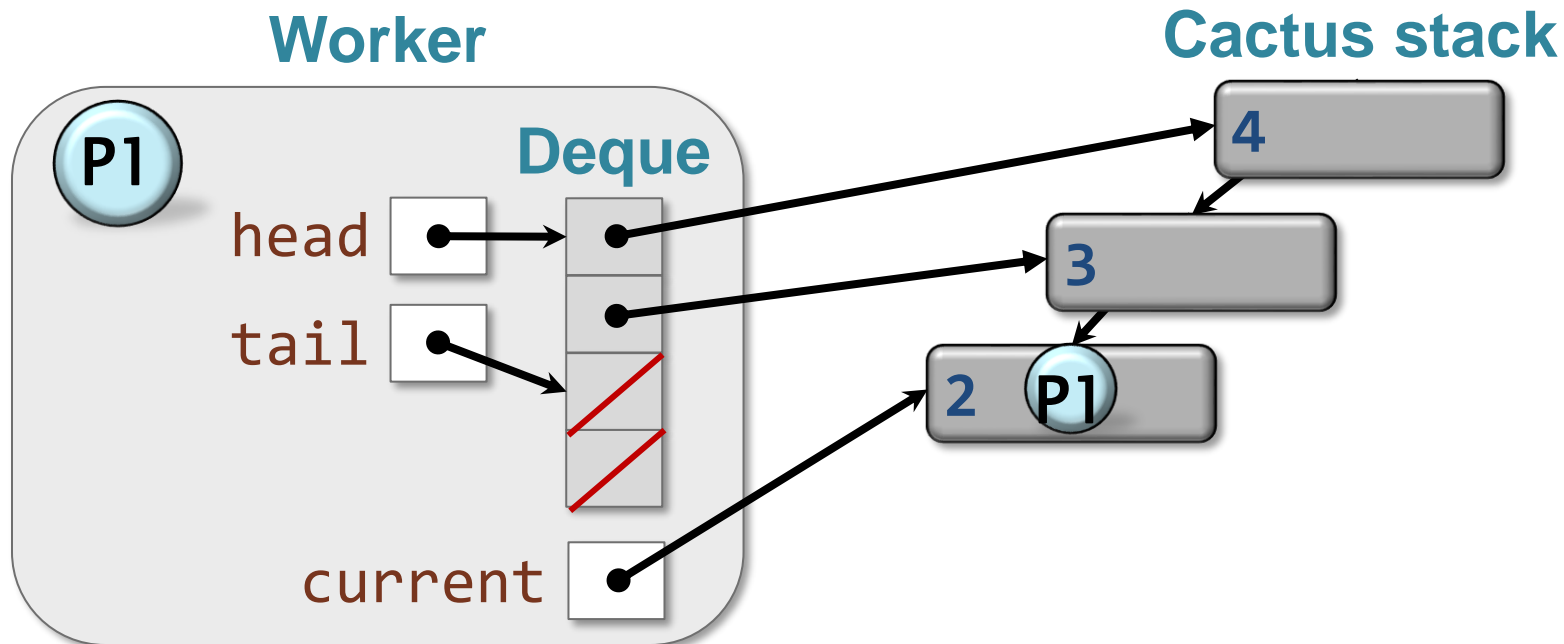 Worker
Cactus stack
P1
Deque
4
head
3
tail
2
P1
current